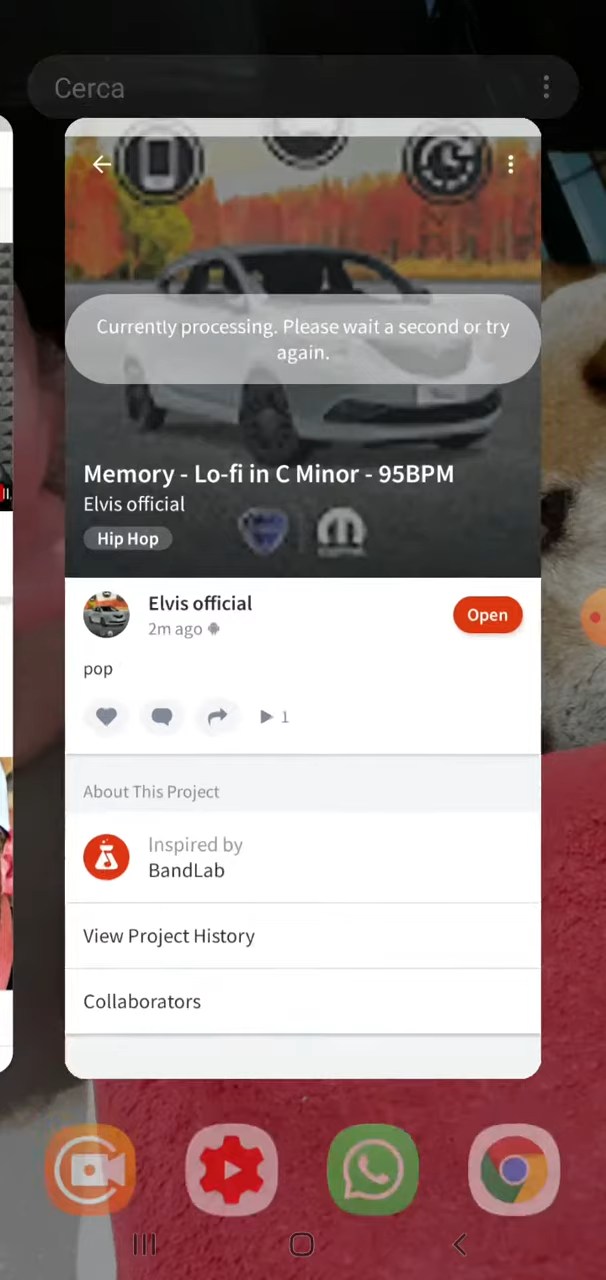 Cerca
Currently processing. Please wait a second or try
again.
Memory - Lo-fi in C Minor - 95BPM
Elvis official
Hip Hop
Elvis official
2m ago
Open
pop
1
About This Project
Inspired by
BandLab
View Project History
Collaborators